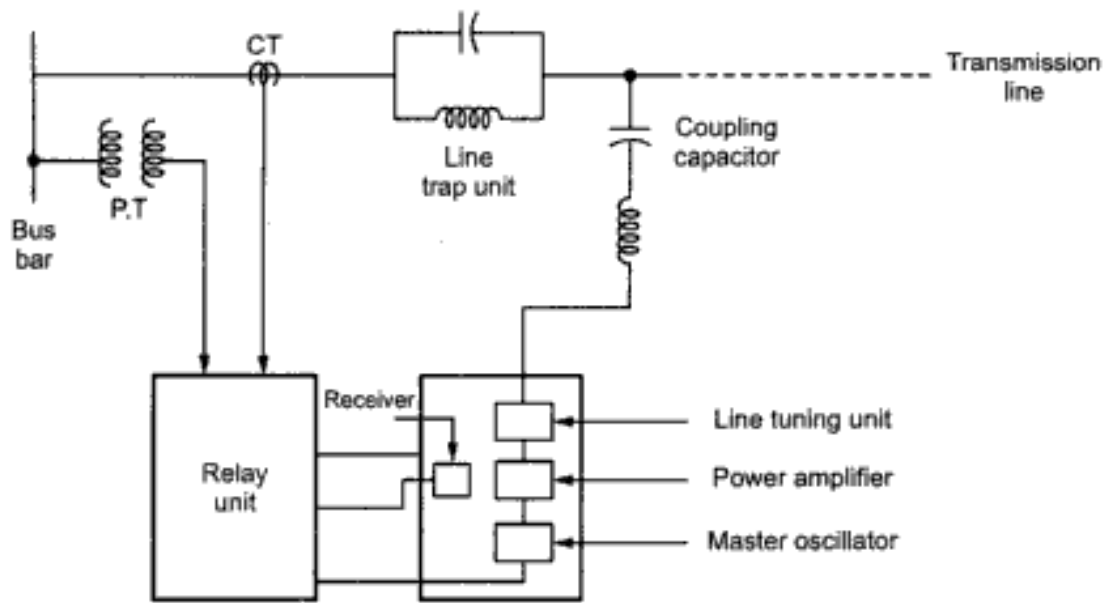 CT
Transmission
line
Coupling
capacitor
Line
trap unit
P.T
Bus
bar
Receiver
Line tuning unit
Relay
unit
Power amplifier
Master oscillator